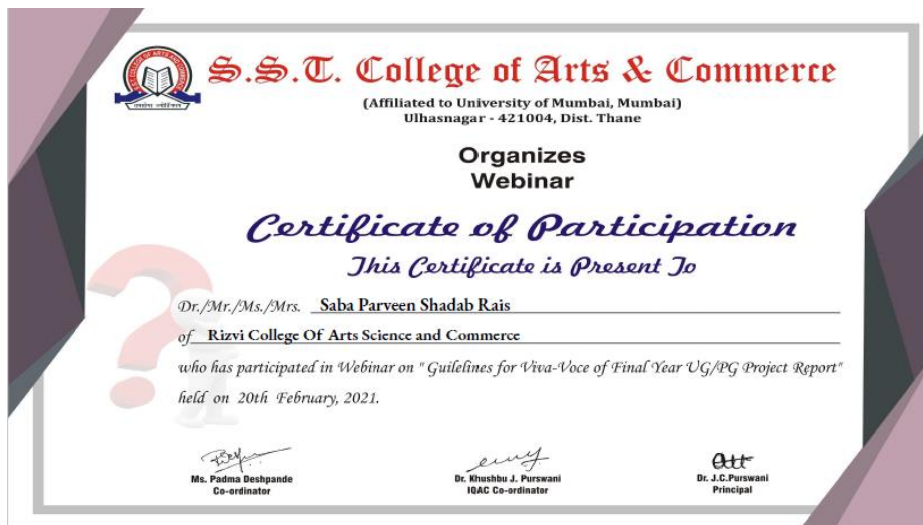 S.S.T. College of Arts & Commerce
(Affiliated to University of Mumbai, Mumbai)
Ulhasnagar - 421004, Dist. Thane
Organizes
Webinar
Certificate of Participation
This Certificate is Present To
Dr./Mr./Ms./Mrs. Saba Parveen Shadab Rais
of Rizvi College Of Arts Science and Commerce
who has participated in Webinar on " Guilelines for Viva-Voce of Final Year UG/PG Project Report"
held on 20th February, 2021.
Ms. Padma Deshpande
Co-ordinator
Dr. Khushbu J. Purswani
IQAC Co-ordinator
Dr. J.C.Purswani
Principal